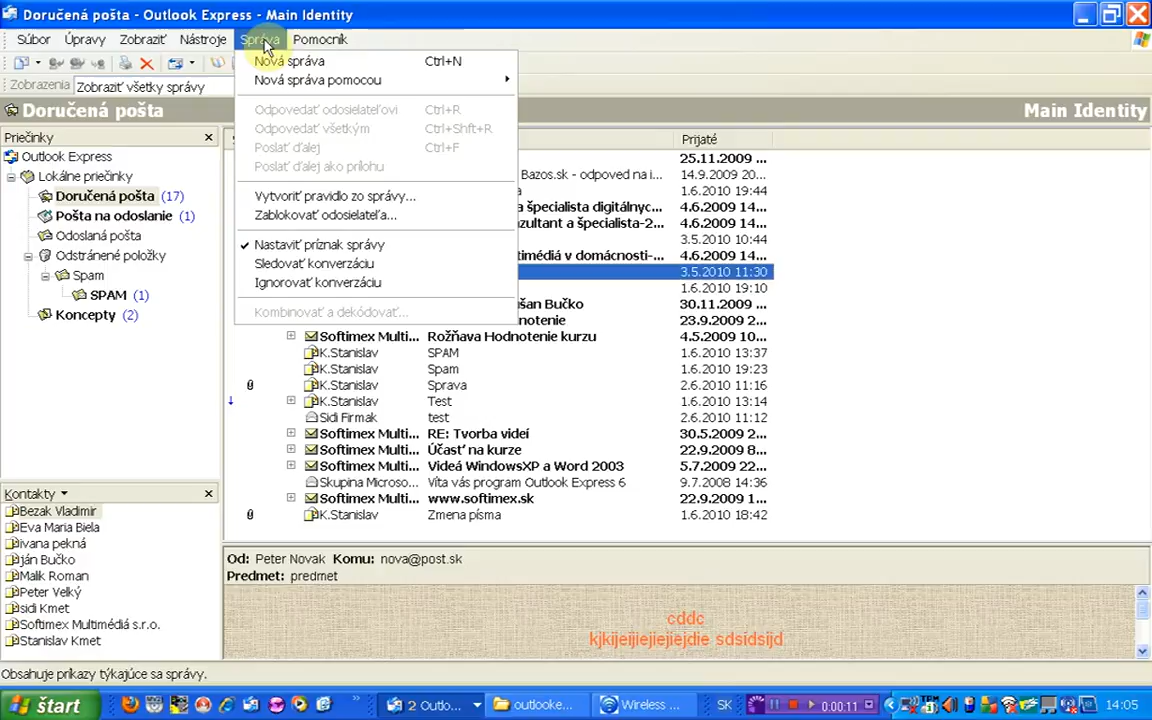 Doručená pošta - Outlook Express - Main Identity
Súbor Úpravy Zobraziť Nástroje Správa Pomocník
Zobrazenia Zobraziť všetky správy
Doručená pošta Main Identity
Priečinky
Outlook Express
Lokálne priečinky
Doručená pošta (17)
Pošta na odoslanie (1)
Odoslaná pošta
Odstránené položky
Spam
SPAM (1)
Koncepty (2)
Kontakty
Bezak Vladimir
Eva Maria Biela
ivana pekná
ján Bučko
Malik Roman
Peter Velký
sidi Kmet
Softimex Multimédiá s.r.o.
Stanislav Kmet
Nová správa Ctrl+N
Nová správa pomocou
Odpovedať odosielateľovi Ctrl+R
Odpovedať všetkým Ctrl+Shft+R
Poslať ďalej Ctrl+F
Poslať ďalej ako prílohu
Vytvoriť pravidlo zo správy...
Zablokovať odosielateľa...
Nastaviť príznak správy
Sledovať konverzáciu
Ignorovať konverzáciu
Kombinovať a dekódovať...
Prijaté
25.11.2009 ...
Bazos.sk - odpoved na i... 14.9.2009 20...
1.6.2010 19:44
a špecialista digitálnyc... 4.6.2009 14...
zultant a špecialista-2... 4.6.2009 14...
3.5.2010 10:44
timédií v domácnosti-... 4.6.2009 14...
3.5.2010 11:30
1.6.2010 19:10
ušan Bučko 30.11.2009 ...
notenie 23.9.2009 2...
Softimex Multi... Rožňava Hodnotenie kurzu 4.5.2009 10...
K.Stanislav SPAM 1.6.2010 13:37
K.Stanislav Spam 1.6.2010 19:23
K.Stanislav Sprava 2.6.2010 11:16
K.Stanislav Test 1.6.2010 13:14
Sidi Firmak test 2.6.2010 11:12
Softimex Multi... RE: Tvorba videí 30.5.2009 2...
Softimex Multi... Účasť na kurze 22.9.2009 8...
Softimex Multi... Videá WindowsXP a Word 2003 5.7.2009 22...
Skupina Microso... Víta vás program Outlook Express 6 9.7.2008 14:36
Softimex Multi... www.softimex.sk 22.9.2009 1...
K.Stanislav Zmena písma 1.6.2010 18:42
Od: Peter Novak Komu: nova@post.sk
Predmet: predmet
cddc
kjkijeijiejiejiejdie sdsidsijd
Obsahuje príkazy týkajúce sa správy.
štart 2 Outlo... outlooke... Wireless ... SK 0:00:11 14:05